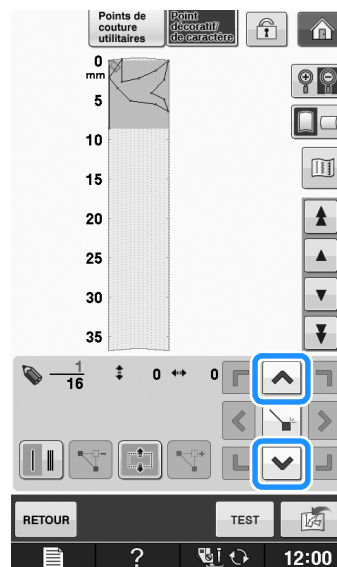 Points de
couture
utilitaires
Point
décoratif/
de caractère
0
mm
5
10
15
20
25
30
35
1
16
0
0
RETOUR
TEST
?
12:00